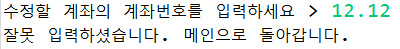 수정할 계좌의 계좌번호를 입력하세요 > 12.12
잘못 입력하셨습니다. 메인으로 돌아갑니다.